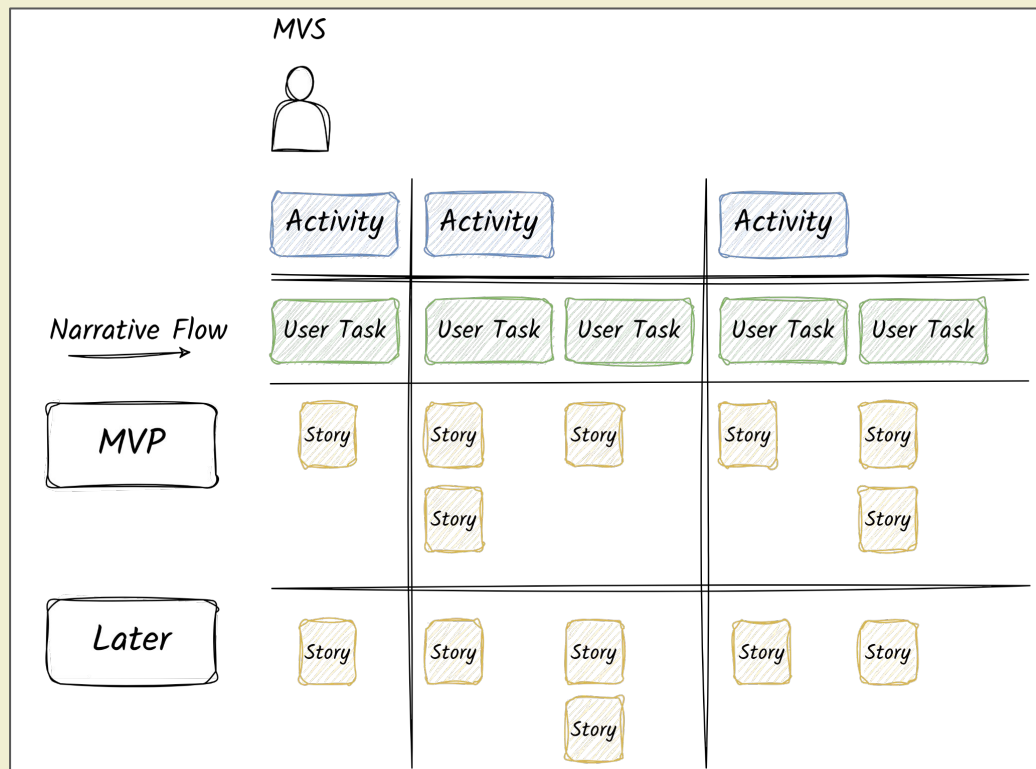 MVS
Activity Activity Activity
Narrative Flow User Task User Task User Task User Task User Task
MVP Story Story Story Story Story
Story Story
Later Story Story Story Story Story
Story